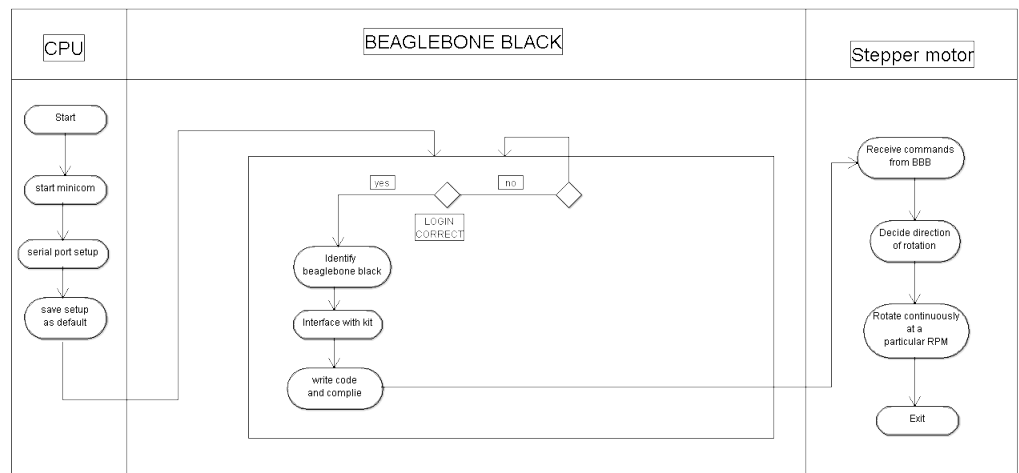 CPU
BEAGLEBONE BLACK
Stepper motor
Start
start minicom
serial port setup
save setup
as default
yes
no
LOGIN
CORRECT
Identify
beaglebone black
Interface with kit
write code
and complie
Receive commands
from BBB
Decide direction
of rotation
Rotate continuously
at a
particular RPM
Exit